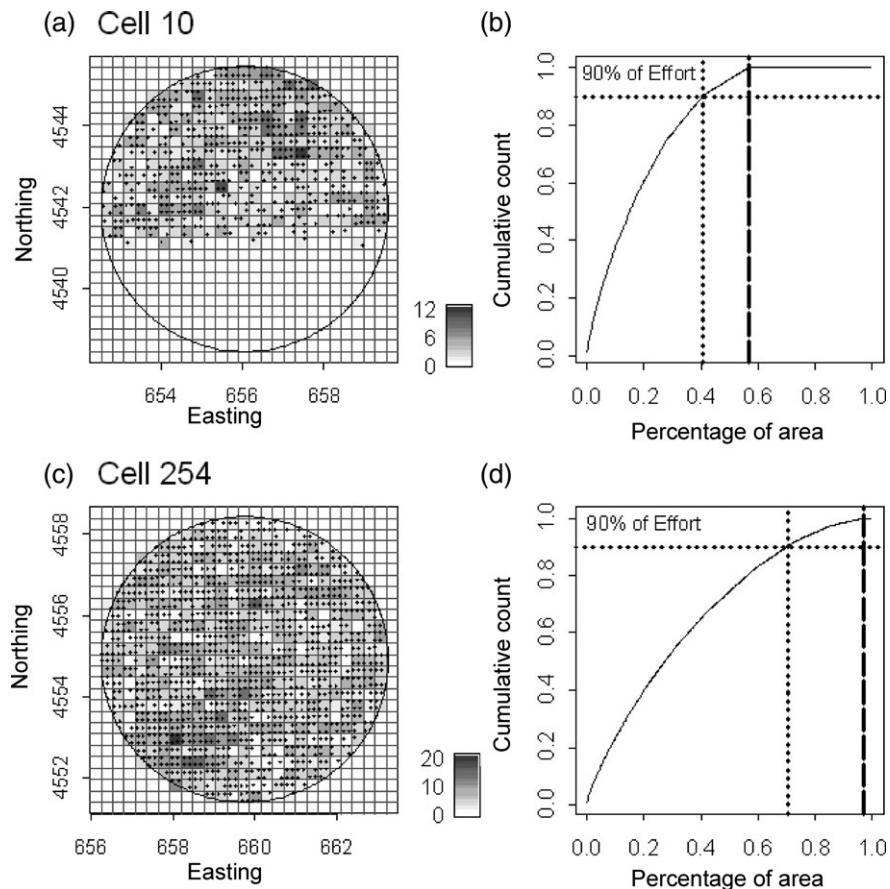 (a) Cell 10
Northing
4544
4542
4540
654 656 658
Easting
12
6
0
(b)
90% of Effort
Cumulative count
1.0
0.8
0.6
0.4
0.2
0.0
0.0 0.2 0.4 0.6 0.8 1.0
Percentage of area
(c) Cell 254
Northing
4558
4556
4554
4552
656 658 660 662
Easting
20
10
0
(d)
90% of Effort
Cumulative count
1.0
0.8
0.6
0.4
0.2
0.0
0.0 0.2 0.4 0.6 0.8 1.0
Percentage of area